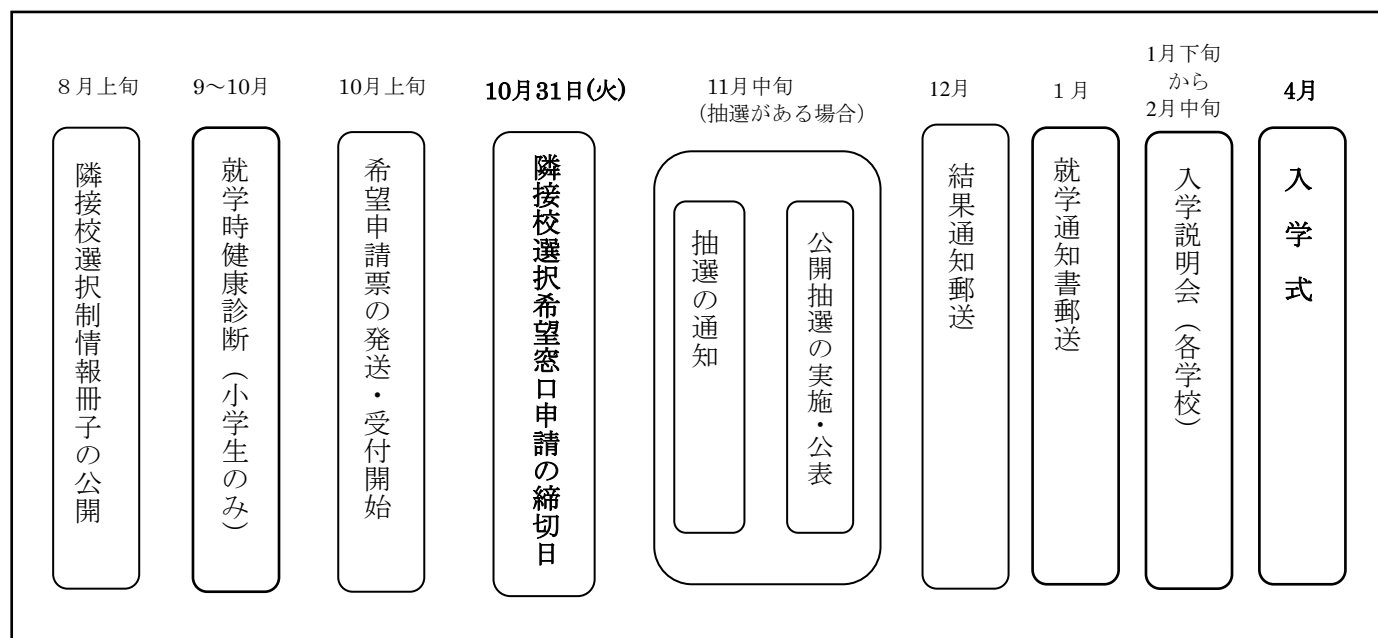 ８月上旬
隣接校選択制情報冊子の公開
9～10月
就学時健康診断（小学生のみ）
10月上旬
希望申請票の発送・受付開始
10月31日(火)
隣接校選択希望窓口申請の締切日
11月中旬
（抽選がある場合）
抽選の通知
公開抽選の実施・公表
12月
結果通知郵送
１月
就学通知書郵送
1月下旬
から
2月中旬
入学説明会（各学校）
4月
入学式